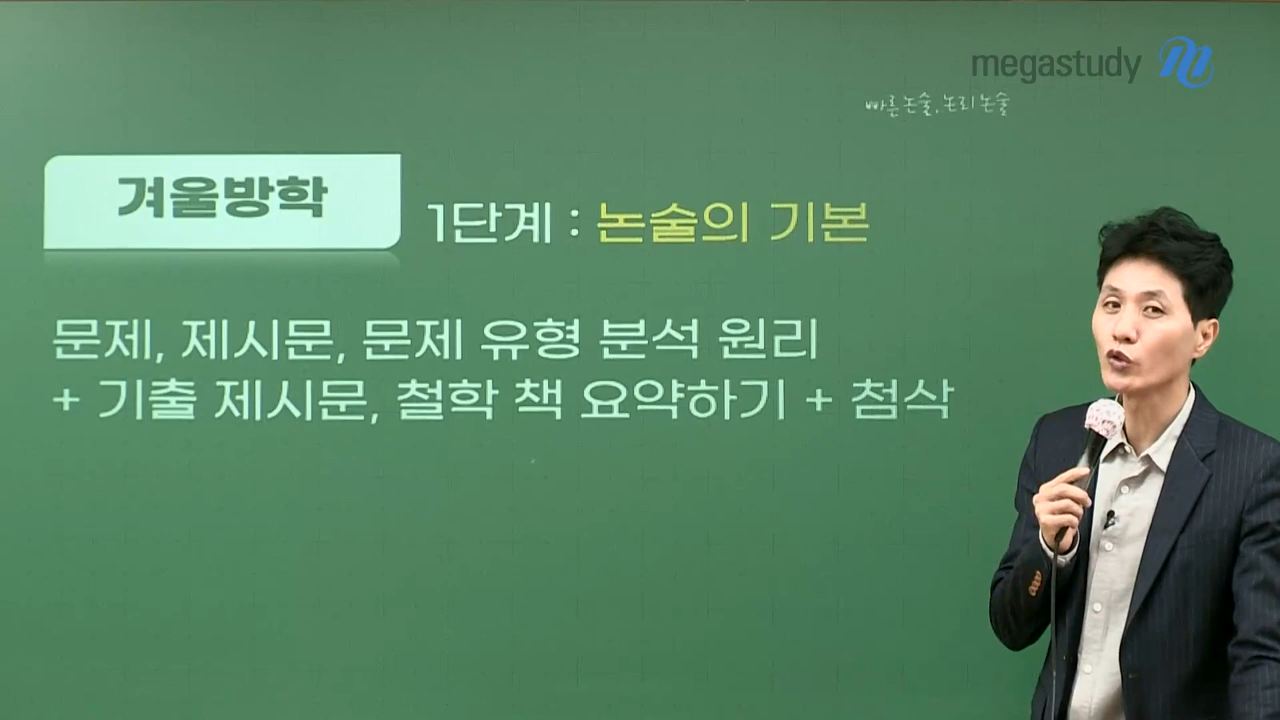 megastudy
빠른논술, 논리논술
겨울방학
1단계 : 논술의 기본
문제, 제시문, 문제 유형 분석 원리
+ 기출 제시문, 철학 책 요약하기 + 첨삭